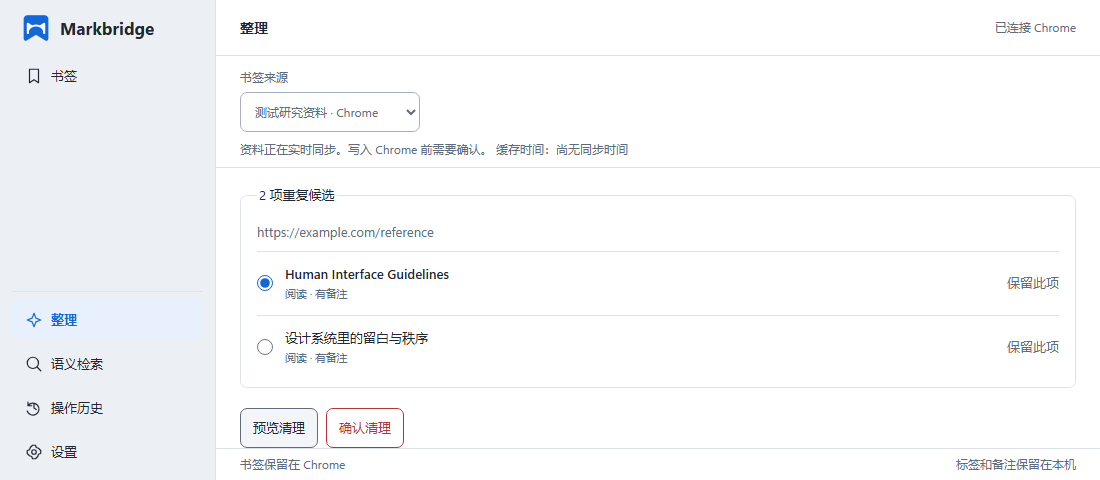 Markbridge
书签
整理
语义检索
操作历史
设置
整理
已连接 Chrome
书签来源
测试研究资料 · Chrome
资料正在实时同步。写入 Chrome 前需要确认。 缓存时间：尚无同步时间
2 项重复候选
https://example.com/reference
Human Interface Guidelines
阅读 · 有备注
保留此项
设计系统里的留白与秩序
阅读 · 有备注
保留此项
预览清理
确认清理
书签保留在 Chrome
标签和备注保留在本机